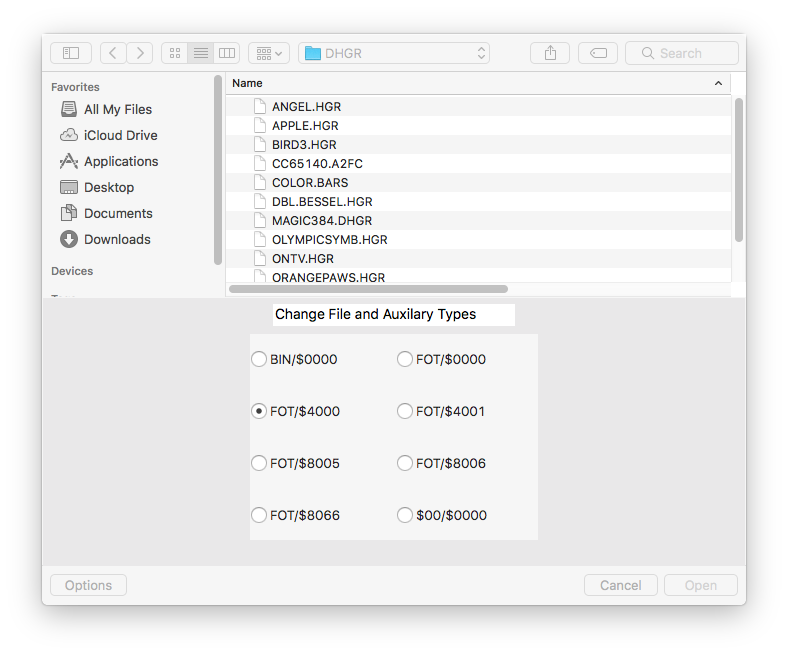 DHGR
Search
Favorites
All My Files
iCloud Drive
Applications
Desktop
Documents
Downloads
Devices
Name
ANGEL.HGR
APPLE.HGR
BIRD3.HGR
CC65140.A2FC
COLOR.BARS
DBL.BESSEL.HGR
MAGIC384.DHGR
OLYMPICSYMB.HGR
ONTV.HGR
ORANGEPAWS.HGR
Change File and Auxilary Types
BIN/$0000 FOT/$0000
FOT/$4000 FOT/$4001
FOT/$8005 FOT/$8006
FOT/$8066 $00/$0000
Options Cancel Open